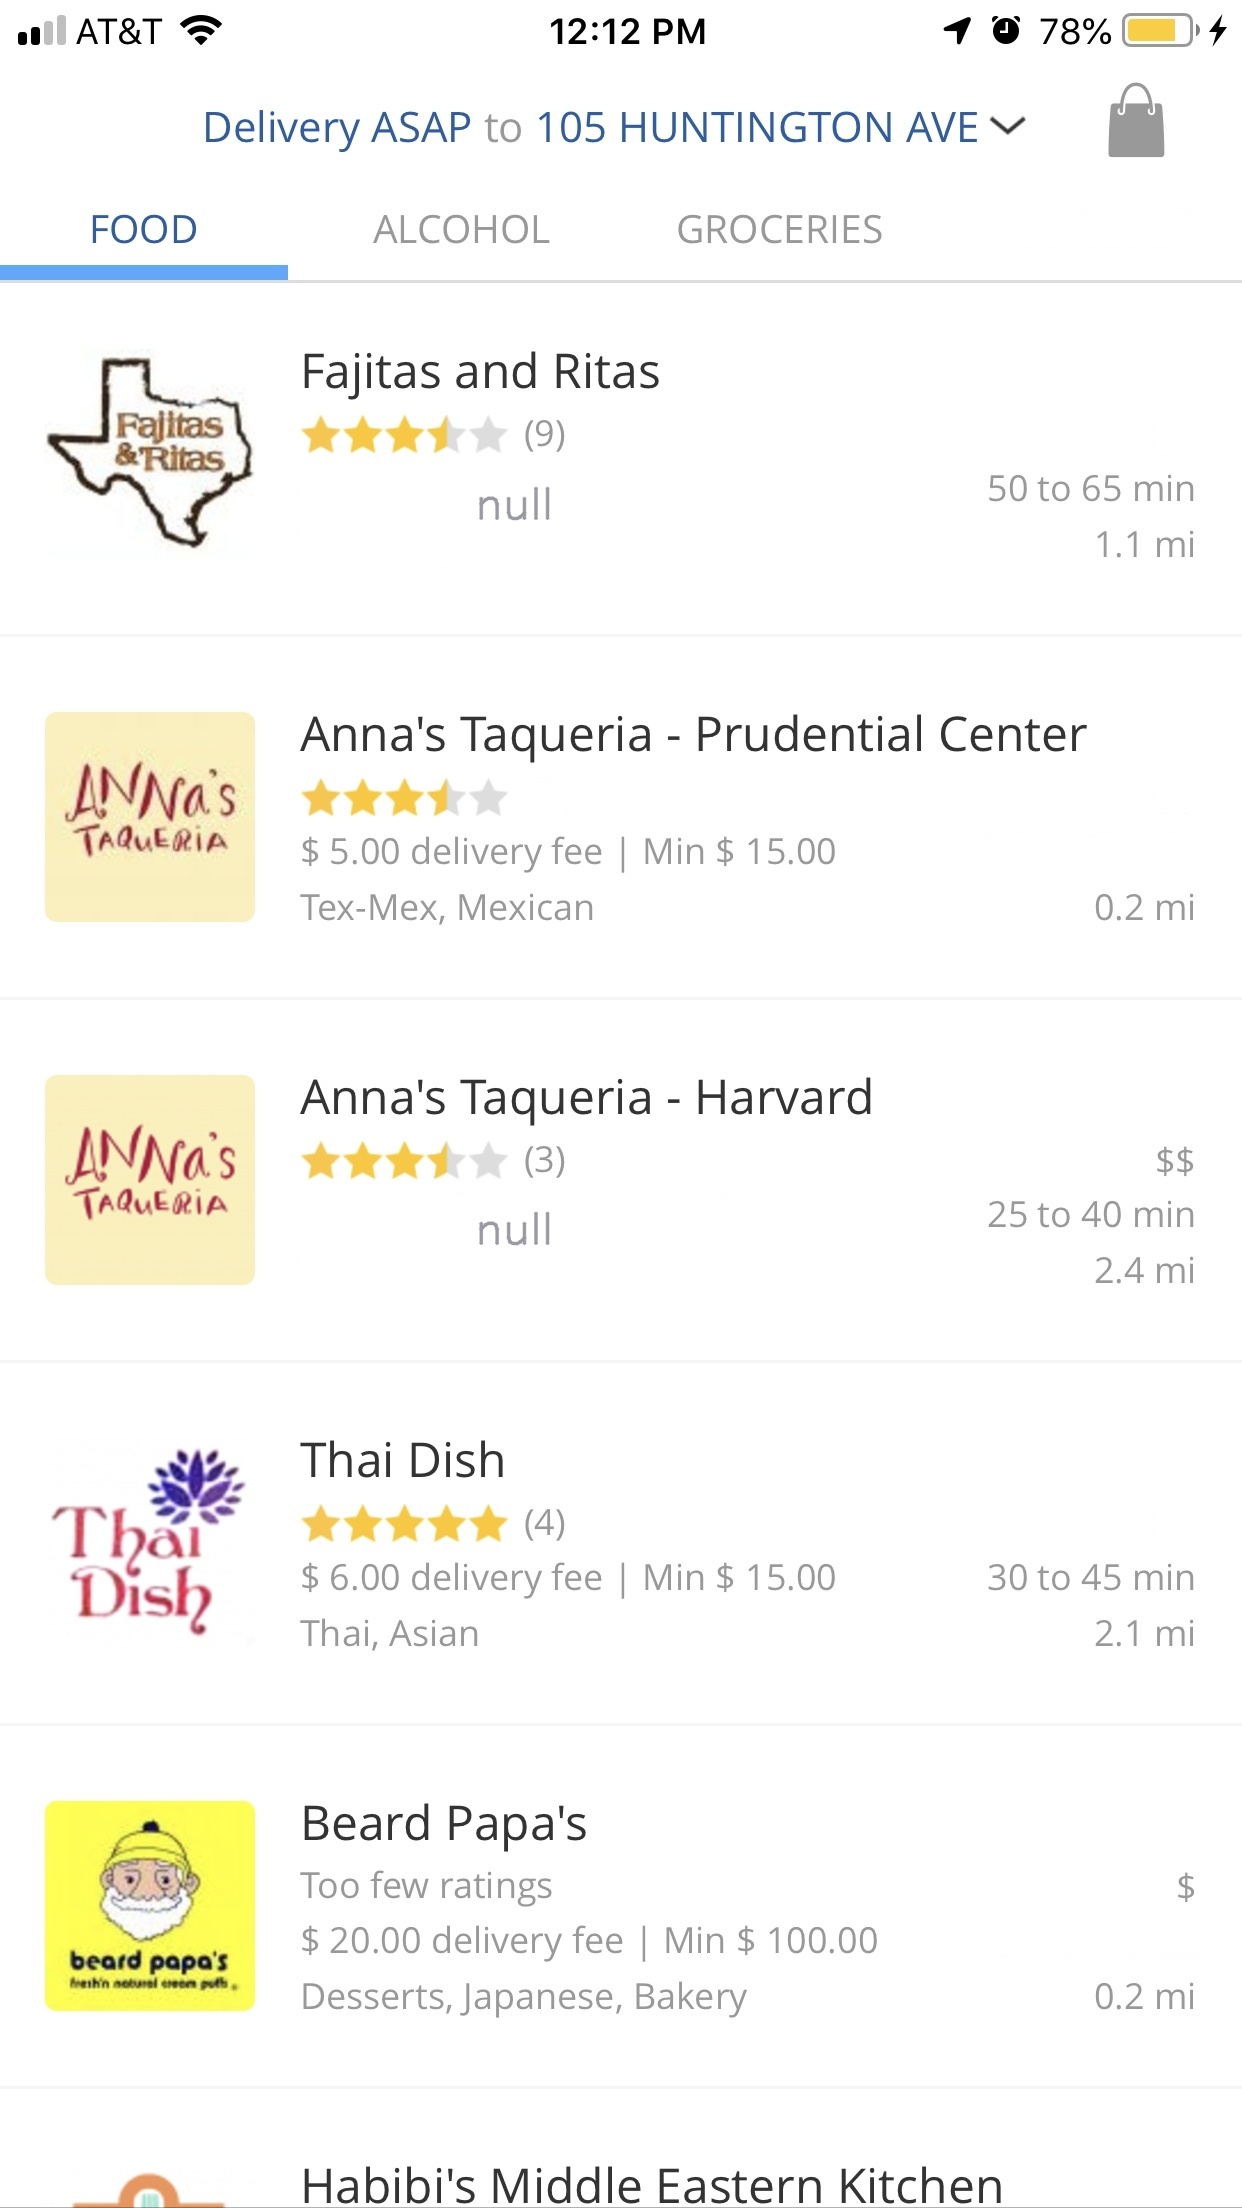 AT&T 12:12 PM 78%
Delivery ASAP to 105 HUNTINGTON AVE
FOOD ALCOHOL GROCERIES
Fajitas and Ritas
Fajitas
&Ritas
(9)
null
50 to 65 min
1.1 mi
Anna's Taqueria - Prudential Center
ANNa's
TAQUERiA
$ 5.00 delivery fee | Min $ 15.00
Tex-Mex, Mexican 0.2 mi
Anna's Taqueria - Harvard
ANNa's
TAQUERiA
(3) $$
null
25 to 40 min
2.4 mi
Thai Dish
Thai
Dish
(4)
$ 6.00 delivery fee | Min $ 15.00 30 to 45 min
Thai, Asian 2.1 mi
Beard Papa's
beard papa's
fresh'n natural cream puffs
Too few ratings $
$ 20.00 delivery fee | Min $ 100.00
Desserts, Japanese, Bakery 0.2 mi
Habibi's Middle Eastern Kitchen